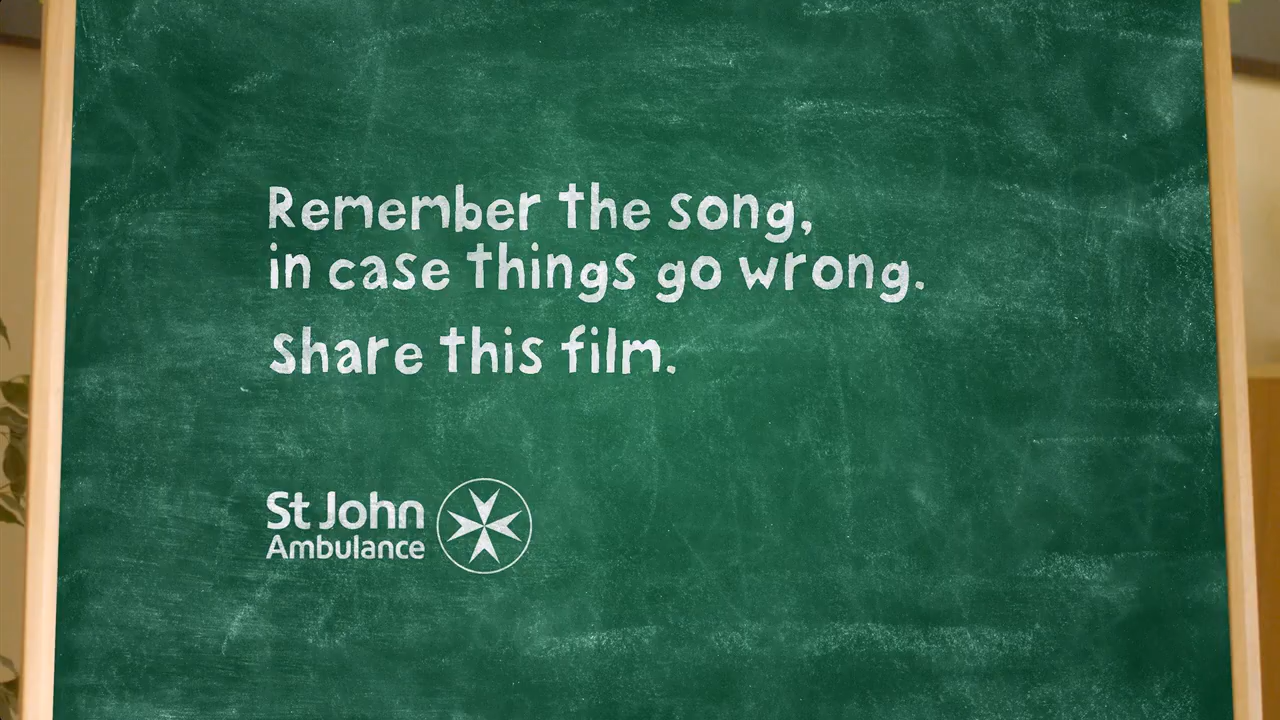 Remember the song,
in case things go wrong.
Share this film.
St John
Ambulance